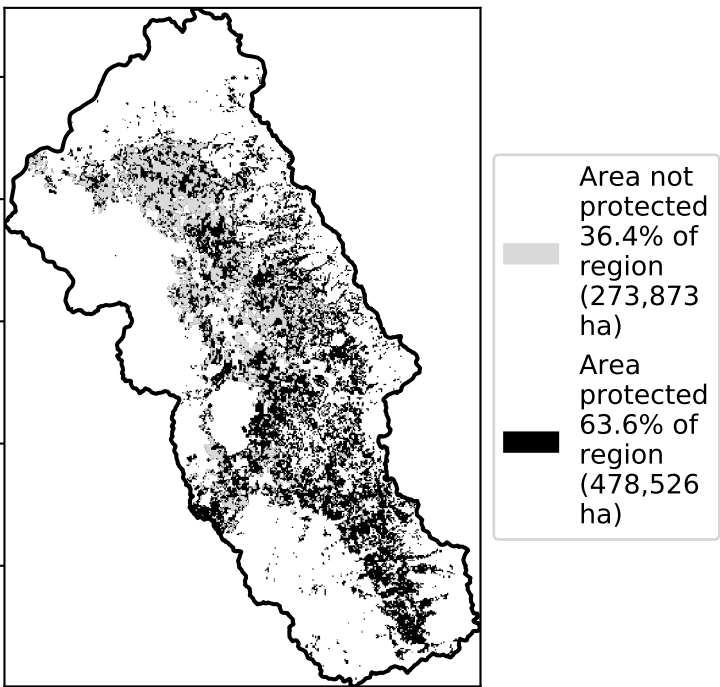 Area not
protected
36.4% of
region
(273,873
ha)
Area
protected
63.6% of
region
(478,526
ha)